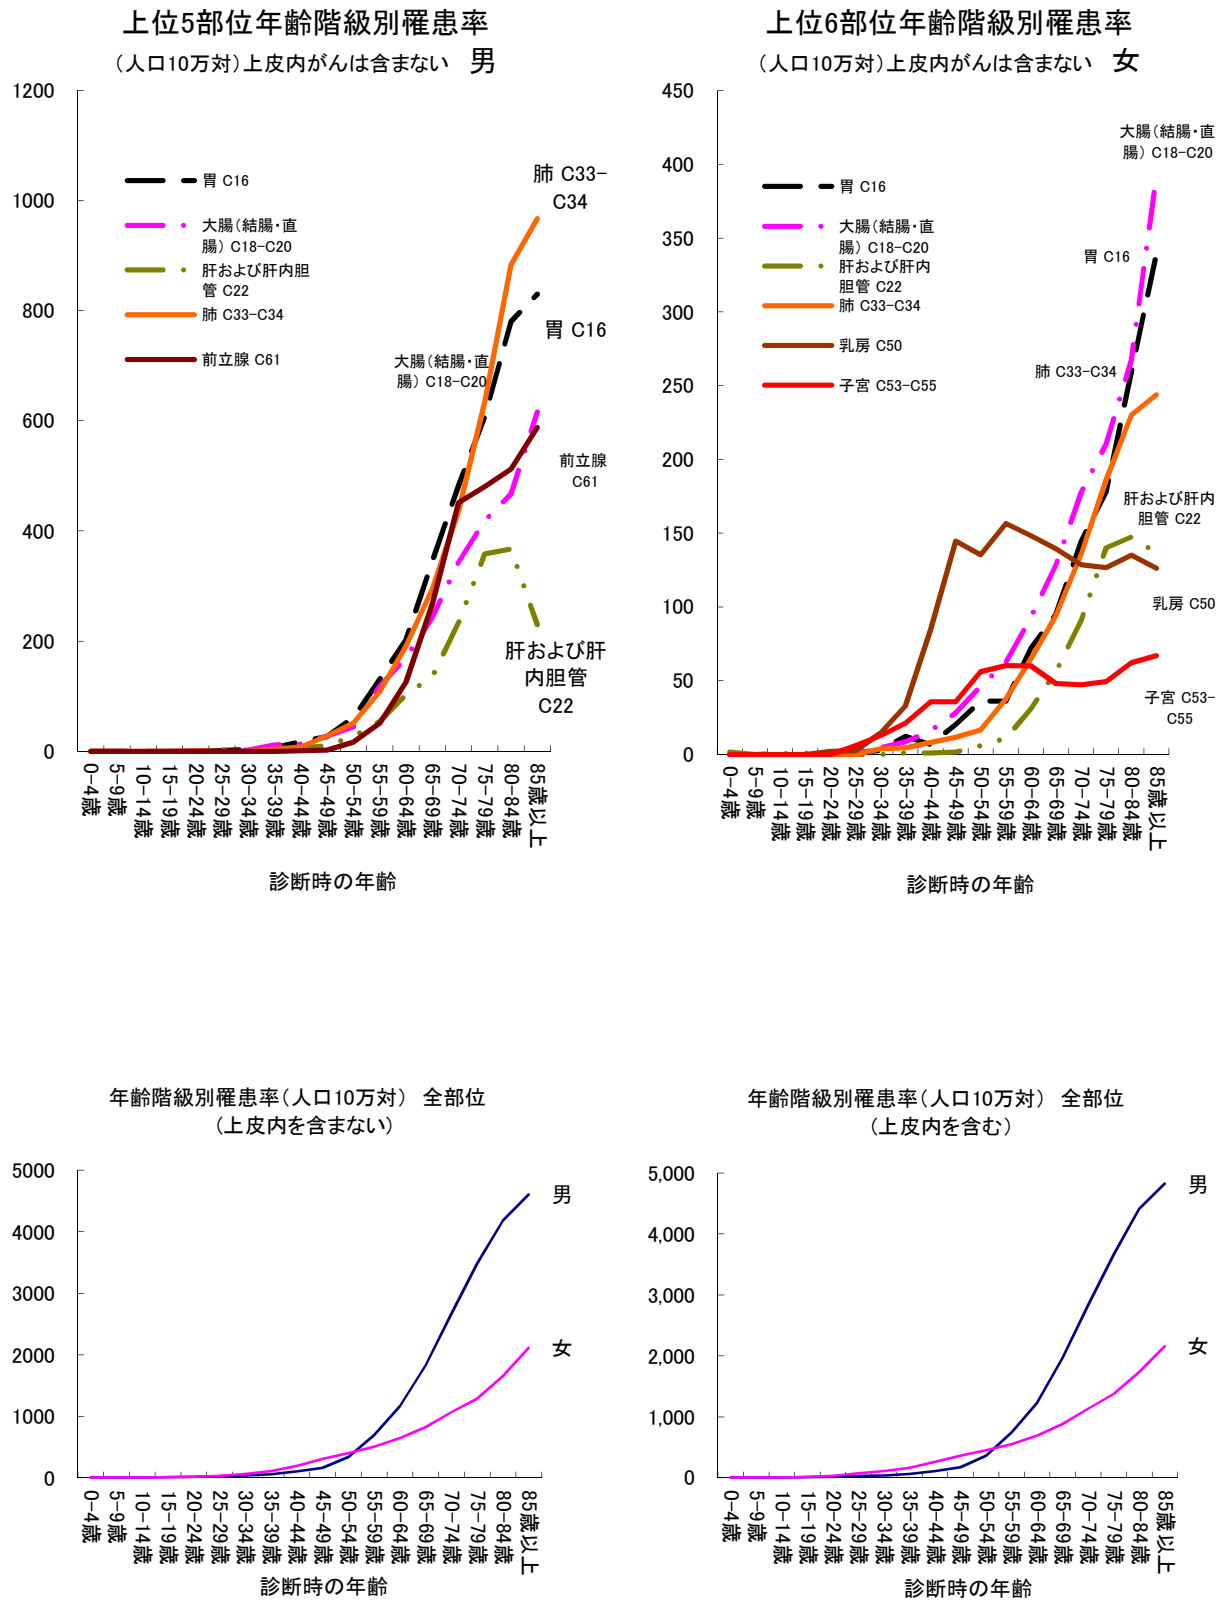 上位5部位年齢階級別罹患率
（人口10万対）上皮内がんは含まない 男
1200
1000
800
600
400
200
0
胃 C16
大腸（結腸・直
腸） C18-C20
肝および肝内胆
管 C22
肺 C33-C34
前立腺 C61
肺 C33-
C34
胃 C16
大腸（結腸・直
腸） C18-C20
前立腺
C61
肝および肝
内胆管
C22
0-4歳
5-9歳
10-14歳
15-19歳
20-24歳
25-29歳
30-34歳
35-39歳
40-44歳
45-49歳
50-54歳
55-59歳
60-64歳
65-69歳
70-74歳
75-79歳
80-84歳
85歳以上
診断時の年齢
上位6部位年齢階級別罹患率
（人口10万対）上皮内がんは含まない 女
450
400
350
300
250
200
150
100
50
0
胃 C16
大腸（結腸・直
腸） C18-C20
肝および肝内
胆管 C22
肺 C33-C34
乳房 C50
子宮 C53-C55
大腸（結腸・直
腸） C18-C20
胃 C16
肺 C33-C34
肝および肝内
胆管 C22
乳房 C50
子宮 C53-
C55
0-4歳
5-9歳
10-14歳
15-19歳
20-24歳
25-29歳
30-34歳
35-39歳
40-44歳
45-49歳
50-54歳
55-59歳
60-64歳
65-69歳
70-74歳
75-79歳
80-84歳
85歳以上
診断時の年齢
年齢階級別罹患率（人口10万対） 全部位
（上皮内を含まない）
5000
4000
3000
2000
1000
0
男
女
0-4歳
5-9歳
10-14歳
15-19歳
20-24歳
25-29歳
30-34歳
35-39歳
40-44歳
45-49歳
50-54歳
55-59歳
60-64歳
65-69歳
70-74歳
75-79歳
80-84歳
85歳以上
診断時の年齢
年齢階級別罹患率（人口10万対） 全部位
（上皮内を含む）
5,000
4,000
3,000
2,000
1,000
0
男
女
0-4歳
5-9歳
10-14歳
15-19歳
20-24歳
25-29歳
30-34歳
35-39歳
40-44歳
45-49歳
50-54歳
55-59歳
60-64歳
65-69歳
70-74歳
75-79歳
80-84歳
85歳以上
診断時の年齢